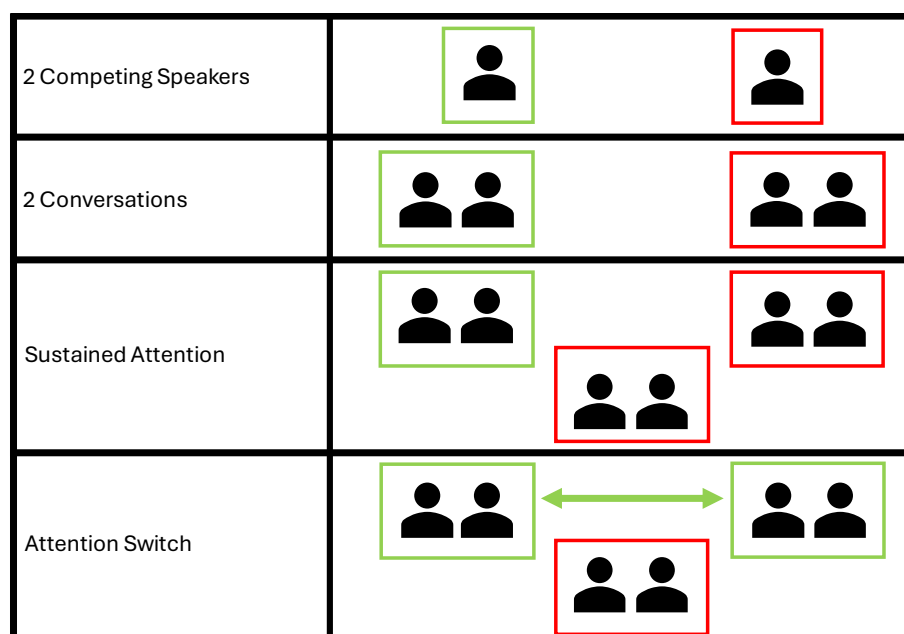 2 Competing Speakers
2 Conversations
Sustained Attention
Attention Switch